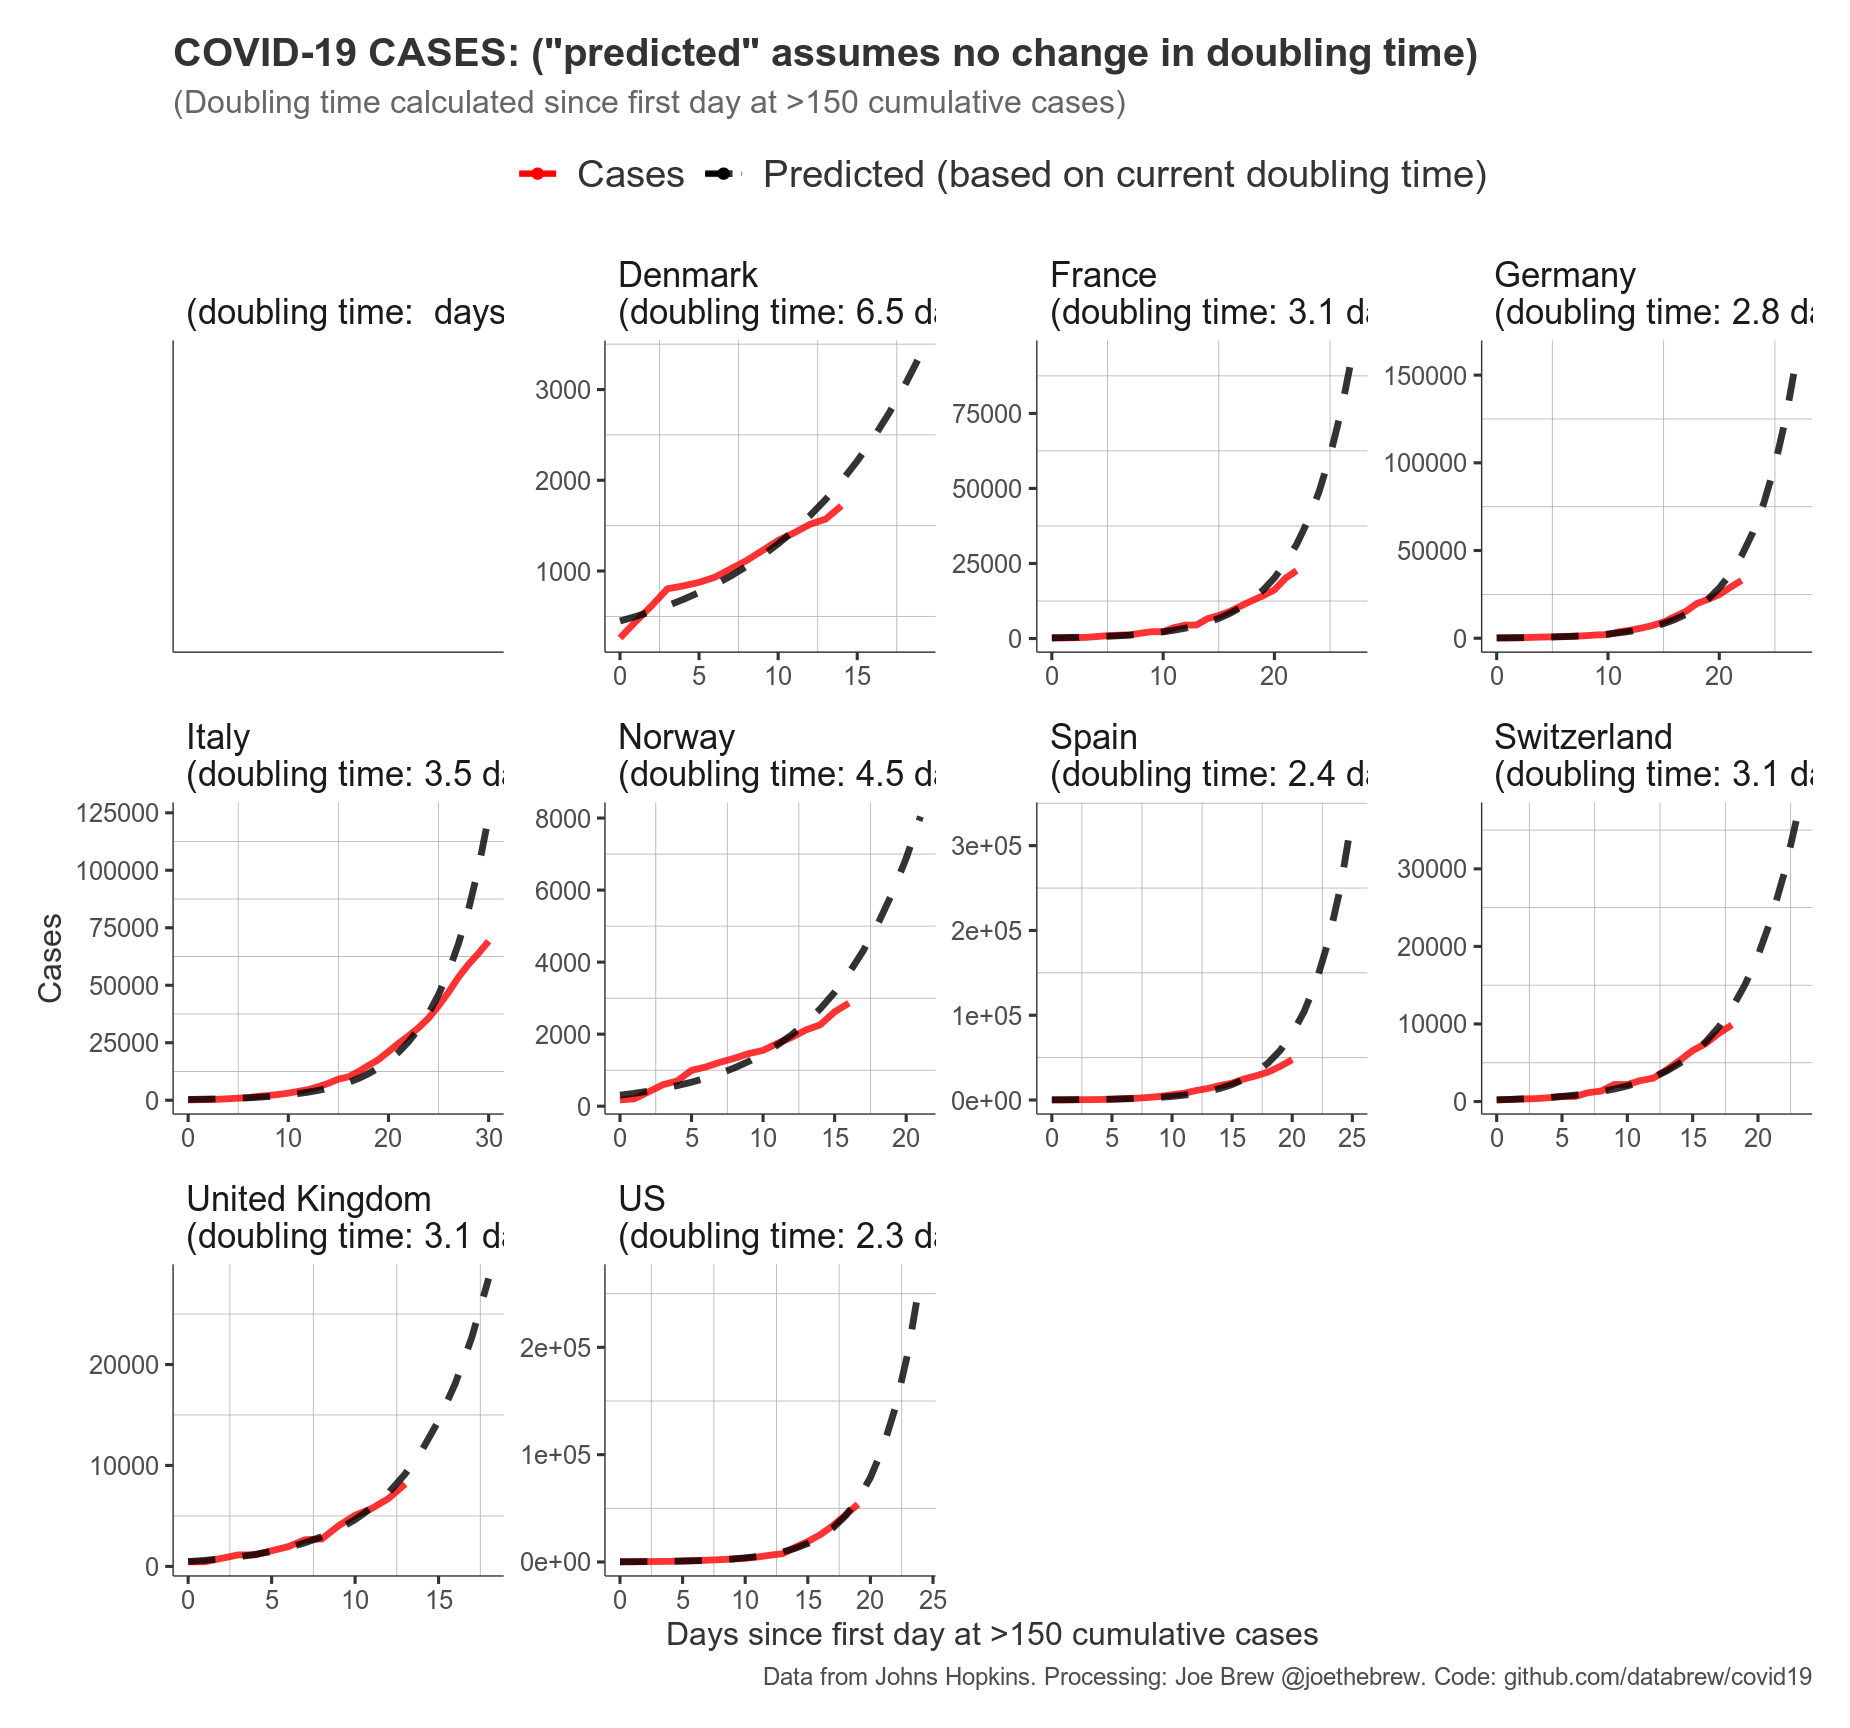 COVID-19 CASES: ("predicted" assumes no change in doubling time)
(Doubling time calculated since first day at >150 cumulative cases)
Cases
Predicted (based on current doubling time)
(doubling time:  days
Denmark
(doubling time: 6.5 da
3000
2000
1000
0 5 10 15
France
(doubling time: 3.1 da
75000
50000
25000
0
0 10 20
Germany
(doubling time: 2.8 da
150000
100000
50000
0
0 10 20
Cases
Italy
(doubling time: 3.5 da
125000
100000
75000
50000
25000
0
0 10 20 30
Norway
(doubling time: 4.5 da
8000
6000
4000
2000
0
0 5 10 15 20
Spain
(doubling time: 2.4 da
3e+05
2e+05
1e+05
0e+00
0 5 10 15 20 25
Switzerland
(doubling time: 3.1 da
30000
20000
10000
0
0 5 10 15 20
United Kingdom
(doubling time: 3.1 da
20000
10000
0
0 5 10 15
US
(doubling time: 2.3 da
2e+05
1e+05
0e+00
0 5 10 15 20 25
Days since first day at >150 cumulative cases
Data from Johns Hopkins. Processing: Joe Brew @joethebrew. Code: github.com/databrew/covid19